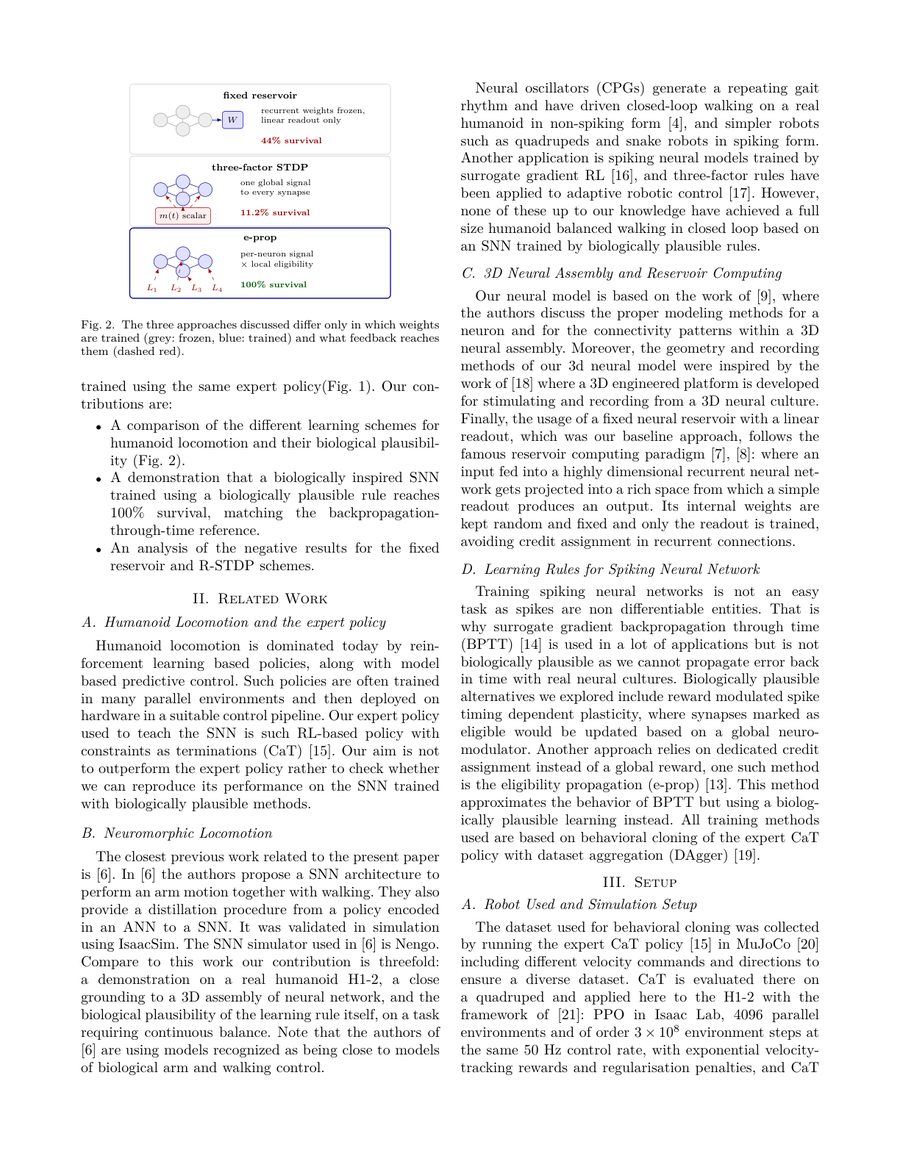 fixed reservoir
W
recurrent weights frozen,
linear readout only
44% survival
three-factor STDP
one global signal
to every synapse
m(t) scalar
11.2% survival
e-prop
per-neuron signal
× local eligibility
L1 L2 L3 L4
100% survival
Fig. 2. The three approaches discussed differ only in which weights
are trained (grey: frozen, blue: trained) and what feedback reaches
them (dashed red).
trained using the same expert policy(Fig. 1). Our con-
tributions are:
• A comparison of the different learning schemes for
humanoid locomotion and their biological plausibil-
ity (Fig. 2).
• A demonstration that a biologically inspired SNN
trained using a biologically plausible rule reaches
100% survival, matching the backpropagation-
through-time reference.
• An analysis of the negative results for the fixed
reservoir and R-STDP schemes.
II. Related Work
A. Humanoid Locomotion and the expert policy
Humanoid locomotion is dominated today by rein-
forcement learning based policies, along with model
based predictive control. Such policies are often trained
in many parallel environments and then deployed on
hardware in a suitable control pipeline. Our expert policy
used to teach the SNN is such RL-based policy with
constraints as terminations (CaT) [15]. Our aim is not
to outperform the expert policy rather to check whether
we can reproduce its performance on the SNN trained
with biologically plausible methods.
B. Neuromorphic Locomotion
The closest previous work related to the present paper
is [6]. In [6] the authors propose a SNN architecture to
perform an arm motion together with walking. They also
provide a distillation procedure from a policy encoded
in an ANN to a SNN. It was validated in simulation
using IsaacSim. The SNN simulator used in [6] is Nengo.
Compare to this work our contribution is threefold:
a demonstration on a real humanoid H1-2, a close
grounding to a 3D assembly of neural network, and the
biological plausibility of the learning rule itself, on a task
requiring continuous balance. Note that the authors of
[6] are using models recognized as being close to models
of biological arm and walking control.
Neural oscillators (CPGs) generate a repeating gait
rhythm and have driven closed-loop walking on a real
humanoid in non-spiking form [4], and simpler robots
such as quadrupeds and snake robots in spiking form.
Another application is spiking neural models trained by
surrogate gradient RL [16], and three-factor rules have
been applied to adaptive robotic control [17]. However,
none of these up to our knowledge have achieved a full
size humanoid balanced walking in closed loop based on
an SNN trained by biologically plausible rules.
C. 3D Neural Assembly and Reservoir Computing
Our neural model is based on the work of [9], where
the authors discuss the proper modeling methods for a
neuron and for the connectivity patterns within a 3D
neural assembly. Moreover, the geometry and recording
methods of our 3d neural model were inspired by the
work of [18] where a 3D engineered platform is developed
for stimulating and recording from a 3D neural culture.
Finally, the usage of a fixed neural reservoir with a linear
readout, which was our baseline approach, follows the
famous reservoir computing paradigm [7], [8]: where an
input fed into a highly dimensional recurrent neural net-
work gets projected into a rich space from which a simple
readout produces an output. Its internal weights are
kept random and fixed and only the readout is trained,
avoiding credit assignment in recurrent connections.
D. Learning Rules for Spiking Neural Network
Training spiking neural networks is not an easy
task as spikes are non differentiable entities. That is
why surrogate gradient backpropagation through time
(BPTT) [14] is used in a lot of applications but is not
biologically plausible as we cannot propagate error back
in time with real neural cultures. Biologically plausible
alternatives we explored include reward modulated spike
timing dependent plasticity, where synapses marked as
eligible would be updated based on a global neuro-
modulator. Another approach relies on dedicated credit
assignment instead of a global reward, one such method
is the eligibility propagation (e-prop) [13]. This method
approximates the behavior of BPTT but using a biolog-
ically plausible learning instead. All training methods
used are based on behavioral cloning of the expert CaT
policy with dataset aggregation (DAgger) [19].
III. Setup
A. Robot Used and Simulation Setup
The dataset used for behavioral cloning was collected
by running the expert CaT policy [15] in MuJoCo [20]
including different velocity commands and directions to
ensure a diverse dataset. CaT is evaluated there on
a quadruped and applied here to the H1-2 with the
framework of [21]: PPO in Isaac Lab, 4096 parallel
environments and of order 3 × 10⁸ environment steps at
the same 50 Hz control rate, with exponential velocity-
tracking rewards and regularisation penalties, and CaT